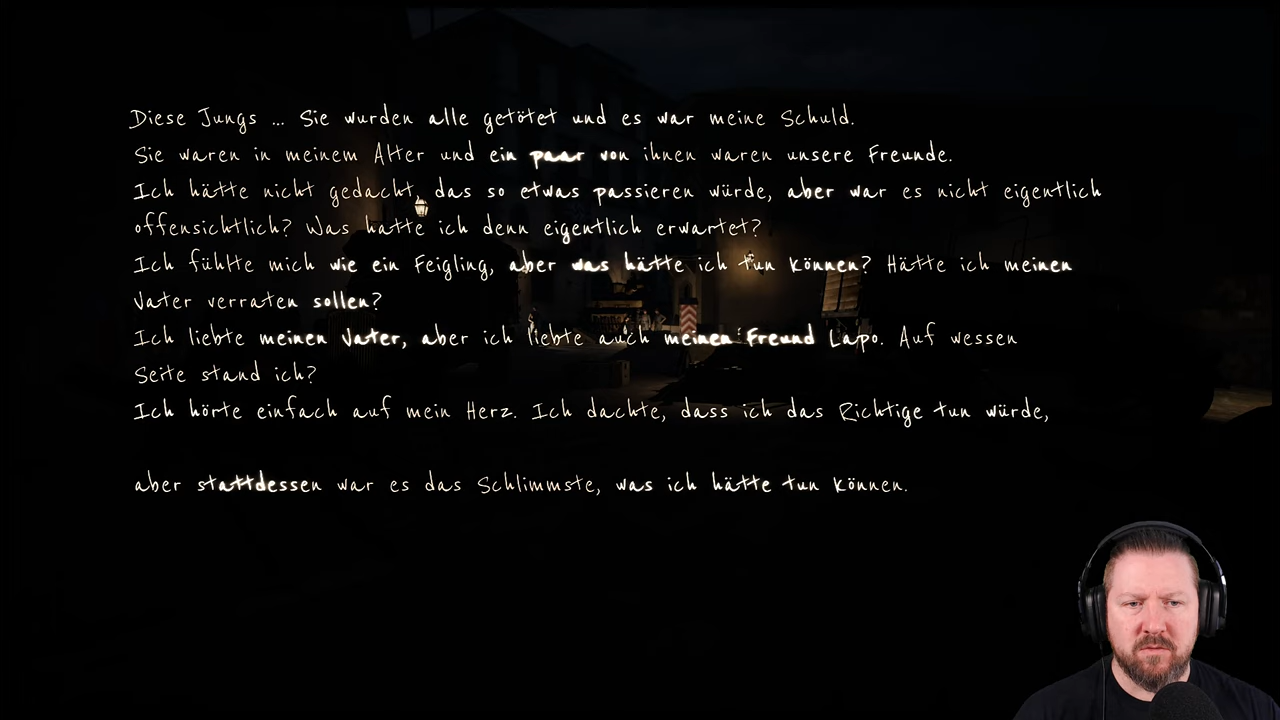 Diese Jungs ... Sie wurden alle getötet und es war meine Schuld.
Sie waren in meinem Alter und ein paar von ihnen waren unsere Freunde.
Ich hätte nicht gedacht, das so etwas passieren würde, aber war es nicht eigentlich
offensichtlich? Was hatte ich denn eigentlich erwartet?
Ich fühlte mich wie ein Feigling, aber was hätte ich tun können? Hätte ich meinen
Vater verraten sollen?
Ich liebte meinen Vater, aber ich liebte auch meinen Freund Lapo. Auf wessen
Seite stand ich?
Ich hörte einfach auf mein Herz. Ich dachte, dass ich das Richtige tun würde,
aber stattdessen war es das Schlimmste, was ich hätte tun können.